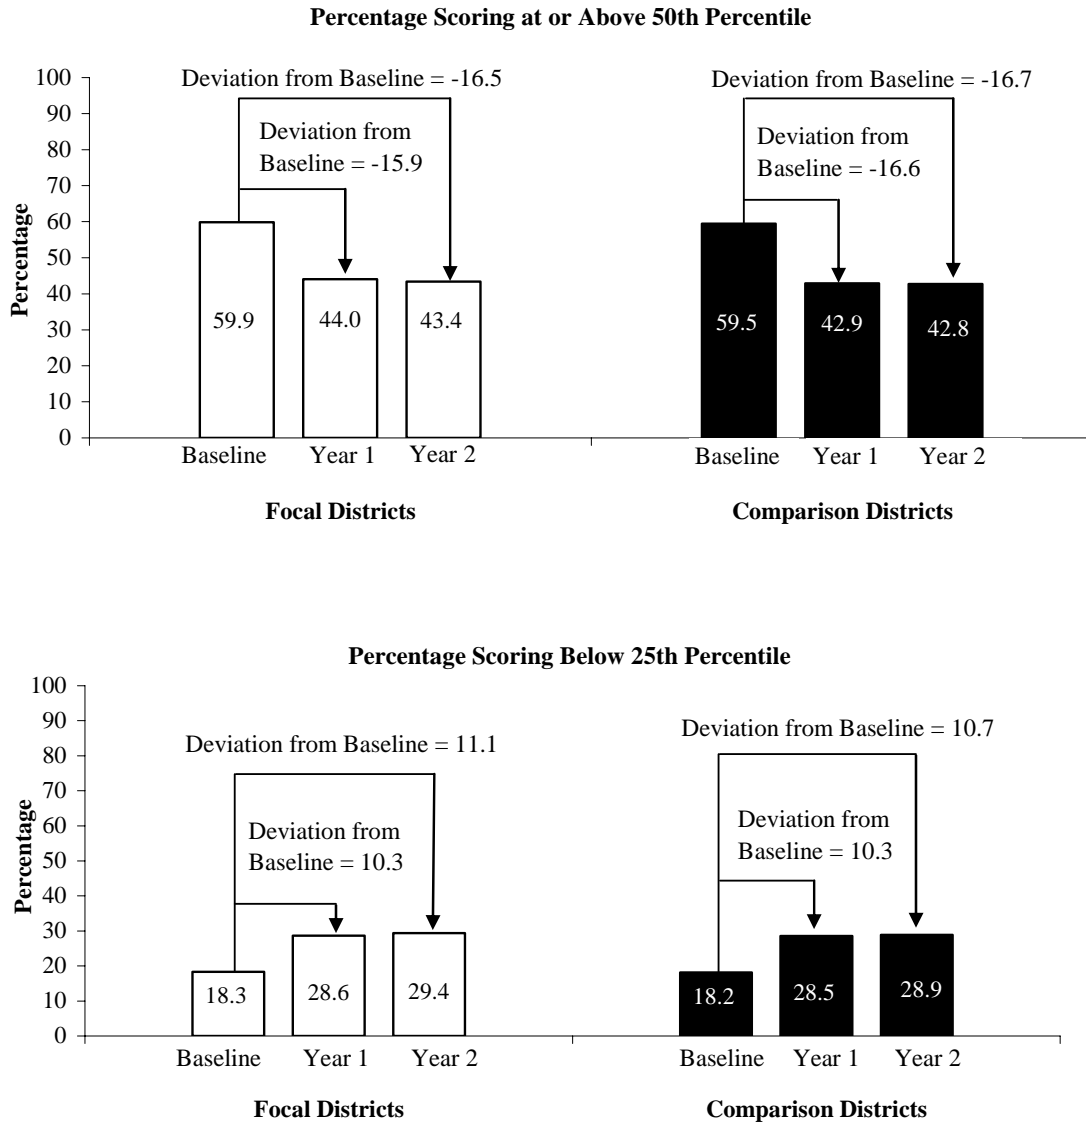 Percentage Scoring at or Above 50th Percentile
Percentage
100
90
80
70
60
50
40
30
20
10
0
Deviation from Baseline = -16.5
Deviation from
Baseline = -15.9
59.9
44.0
43.4
Baseline
Year 1
Year 2
Focal Districts
Deviation from Baseline = -16.7
Deviation from
Baseline = -16.6
59.5
42.9
42.8
Baseline
Year 1
Year 2
Comparison Districts
Percentage Scoring Below 25th Percentile
Percentage
100
90
80
70
60
50
40
30
20
10
0
Deviation from Baseline = 11.1
Deviation from
Baseline = 10.3
18.3
28.6
29.4
Baseline
Year 1
Year 2
Focal Districts
Deviation from Baseline = 10.7
Deviation from
Baseline = 10.3
18.2
28.5
28.9
Baseline
Year 1
Year 2
Comparison Districts